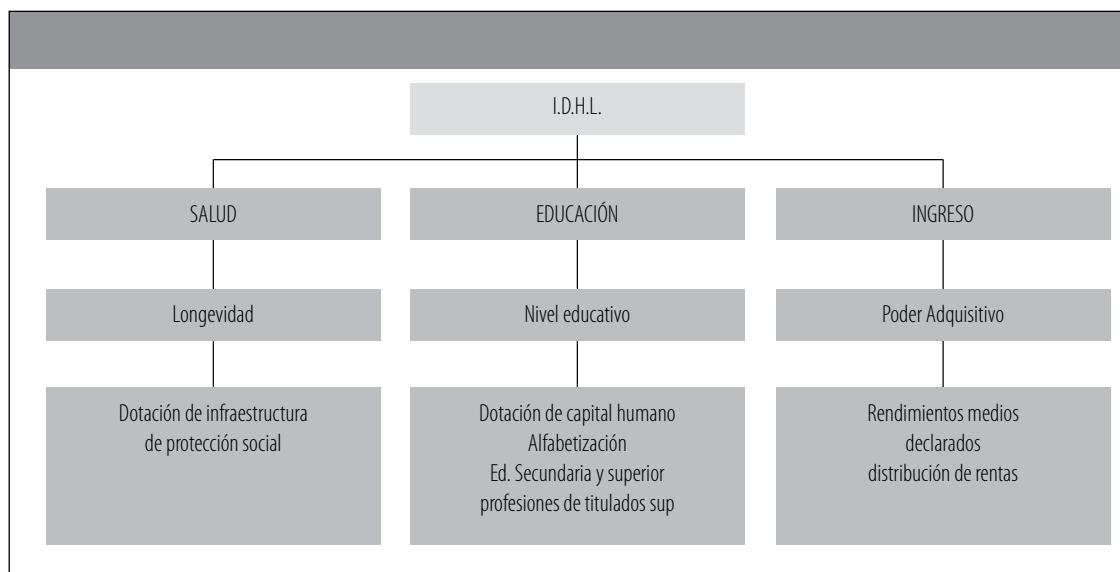 I.D.H.L.
SALUD
EDUCACIÓN
INGRESO
Longevidad
Nivel educativo
Poder Adquisitivo
Dotación de infraestructura
de protección social
Dotación de capital humano
Alfabetización
Ed. Secundaria y superior
profesiones de titulados sup
Rendimientos medios
declarados
distribución de rentas